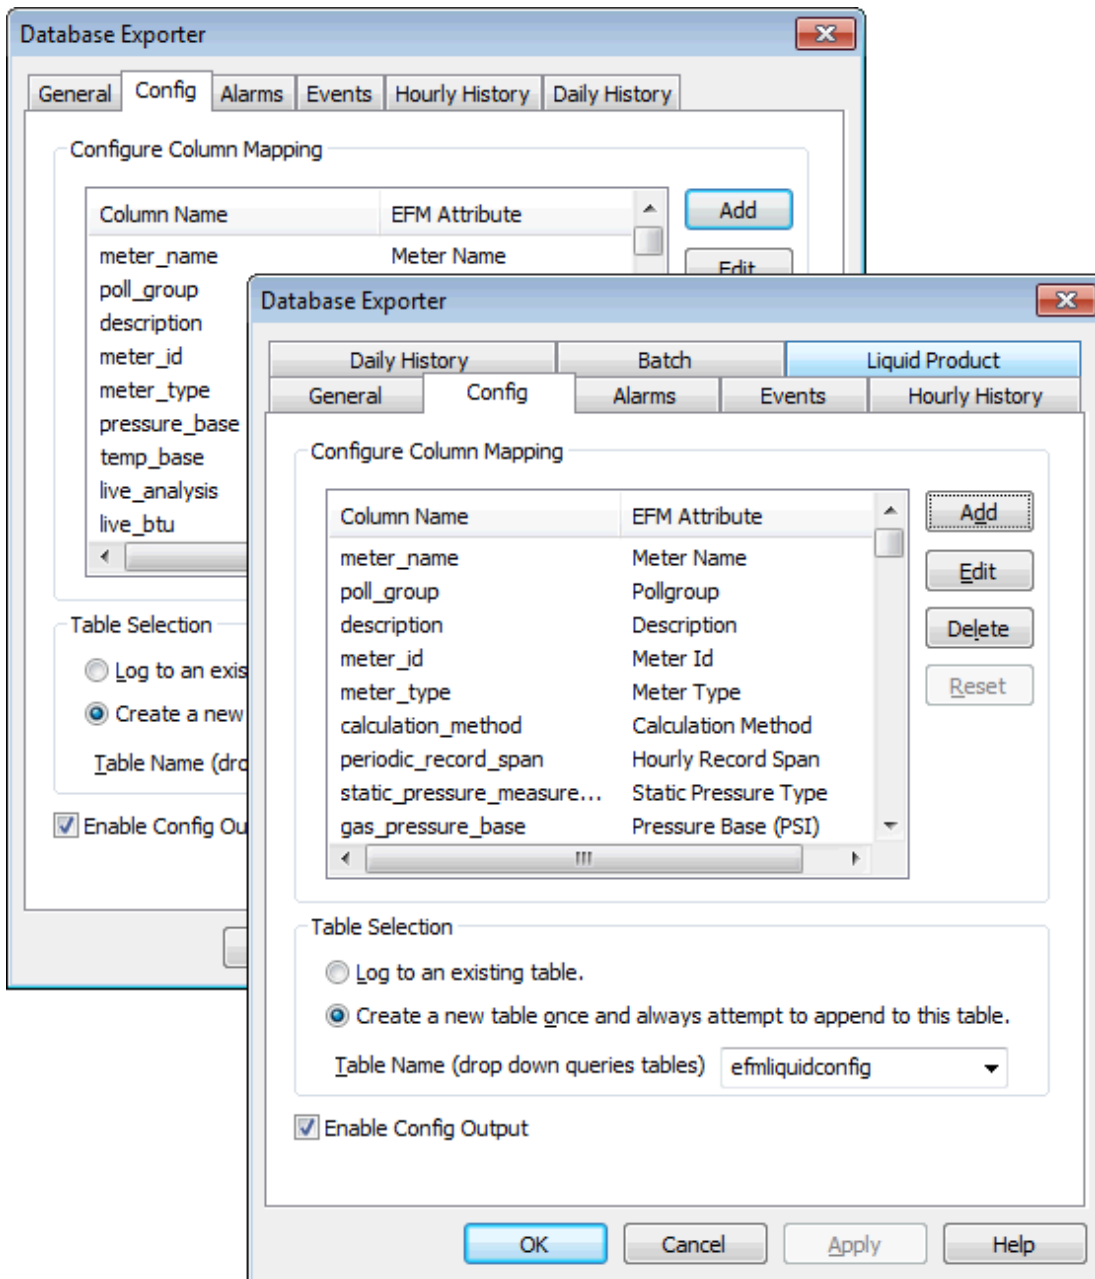 Database Exporter
General Config Alarms Events Hourly History Daily History
Configure Column Mapping
Column Name EFM Attribute
Add
meter_name Meter Name
Edit
poll_group
description
meter_id
meter_type
pressure_base
temp_base
live_analysis
live_btu
Table Selection
Log to an exis
Create a new
Table Name (dro
Enable Config Ou
Database Exporter
Daily History Batch Liquid Product
General Config Alarms Events Hourly History
Configure Column Mapping
Column Name EFM Attribute
Add
meter_name Meter Name
Edit
poll_group Pollgroup
description Description
Delete
meter_id Meter Id
Reset
meter_type Meter Type
calculation_method Calculation Method
periodic_record_span Hourly Record Span
static_pressure_measure... Static Pressure Type
gas_pressure_base Pressure Base (PSI)
Table Selection
Log to an existing table.
Create a new table once and always attempt to append to this table.
Table Name (drop down queries tables) efmliquidconfig
Enable Config Output
OK Cancel Apply Help